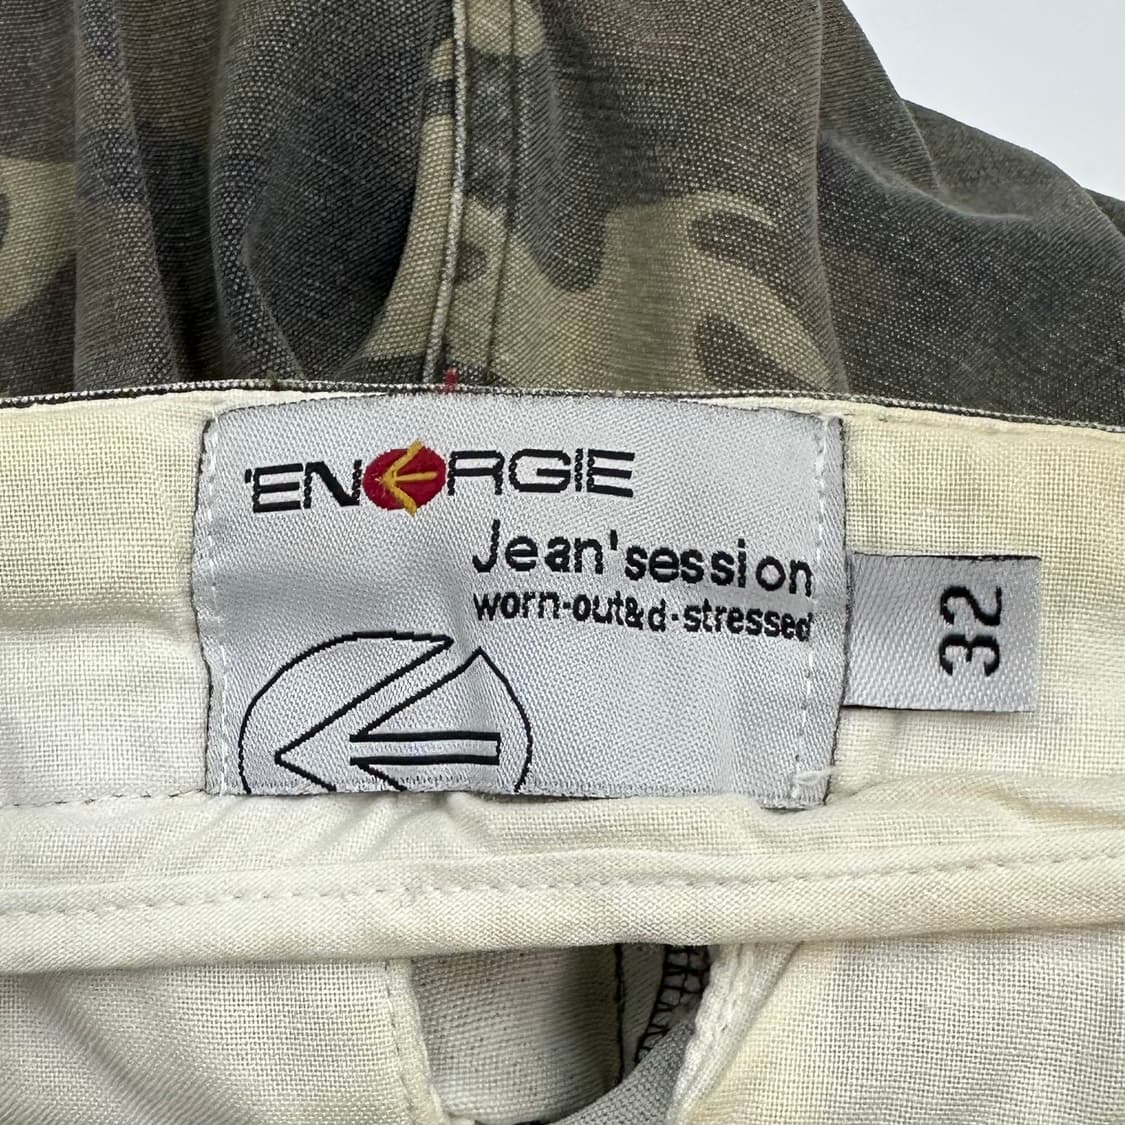 'ENERGIE
Jean'session
worn-out&d-stressed
32